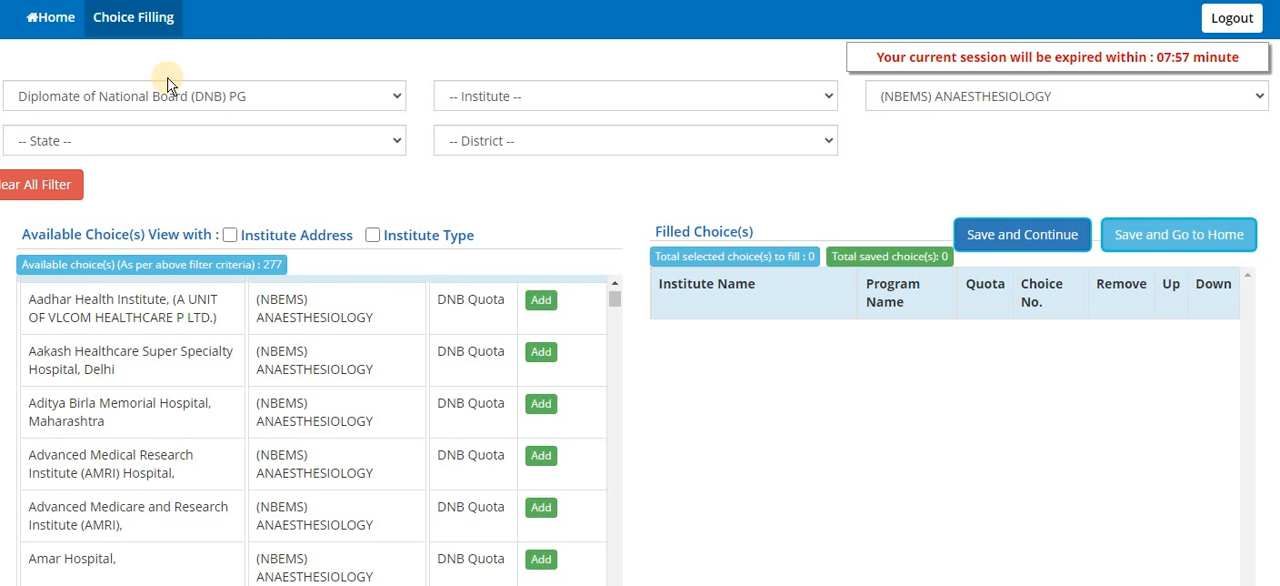 Home Choice Filling Logout
Your current session will be expired within : 07:57 minute
Diplomate of National Board (DNB) PG -- Institute -- (NBEMS) ANAESTHESIOLOGY
-- State -- -- District --
lear All Filter
Available Choice(s) View with : Institute Address Institute Type
Filled Choice(s) Save and Continue Save and Go to Home
Available choice(s) (As per above filter criteria) : 277
Total selected choice(s) to fill : 0 Total saved choice(s): 0
Institute Name Program Quota Choice Remove Up Down
Name No.
Aadhar Health Institute, (A UNIT (NBEMS) DNB Quota Add
OF VLCOM HEALTHCARE P LTD.) ANAESTHESIOLOGY
Aakash Healthcare Super Specialty (NBEMS) DNB Quota Add
Hospital, Delhi ANAESTHESIOLOGY
Aditya Birla Memorial Hospital, (NBEMS) DNB Quota Add
Maharashtra ANAESTHESIOLOGY
Advanced Medical Research (NBEMS) DNB Quota Add
Institute (AMRI) Hospital, ANAESTHESIOLOGY
Advanced Medicare and Research (NBEMS) DNB Quota Add
Institute (AMRI), ANAESTHESIOLOGY
Amar Hospital, (NBEMS) DNB Quota Add
ANAESTHESIOLOGY